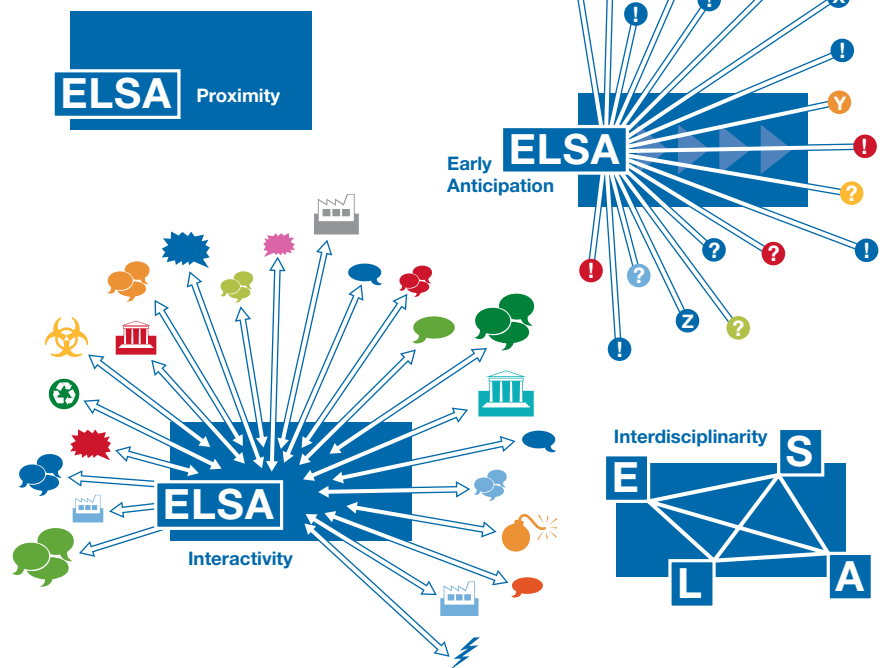 ELSA Proximity
!
!
X
!
Y
!
?
!
Early
Anticipation
ELSA
!
?
?
?
Z
?
!
ELSA
Interactivity
Interdisciplinarity
E
S
L
A